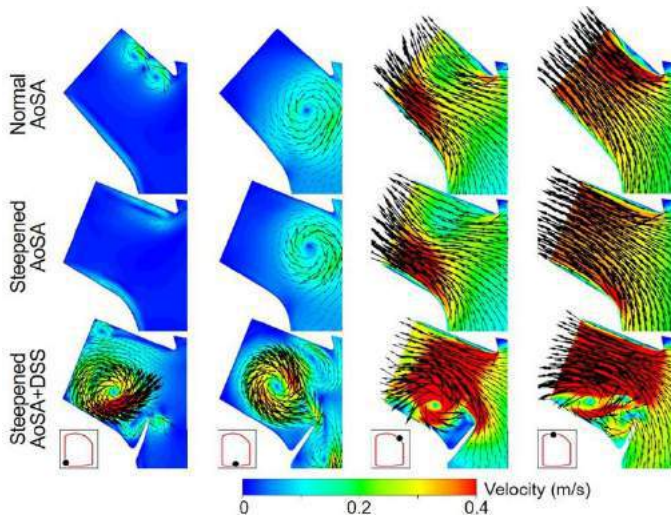 Normal
AoSA
Steepened
AoSA
Steepened
AoSA+DSS
Velocity (m/s)
0
0.2
0.4